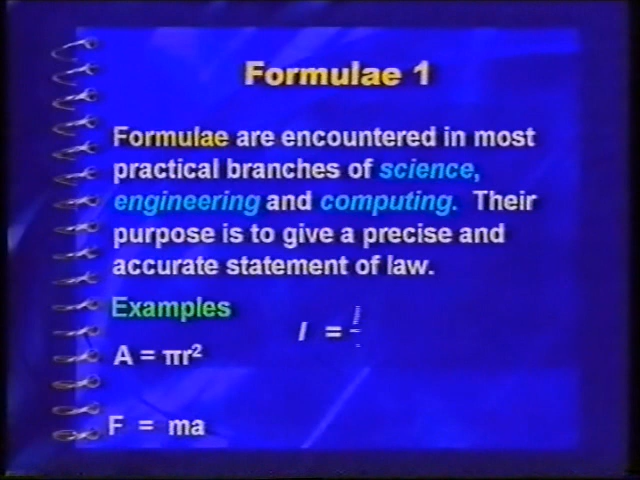 Formulae 1
Formulae are encountered in most
practical branches of science,
engineering and computing. Their
purpose is to give a precise and
accurate statement of law.
Examples
I =
A = πr²
F = ma